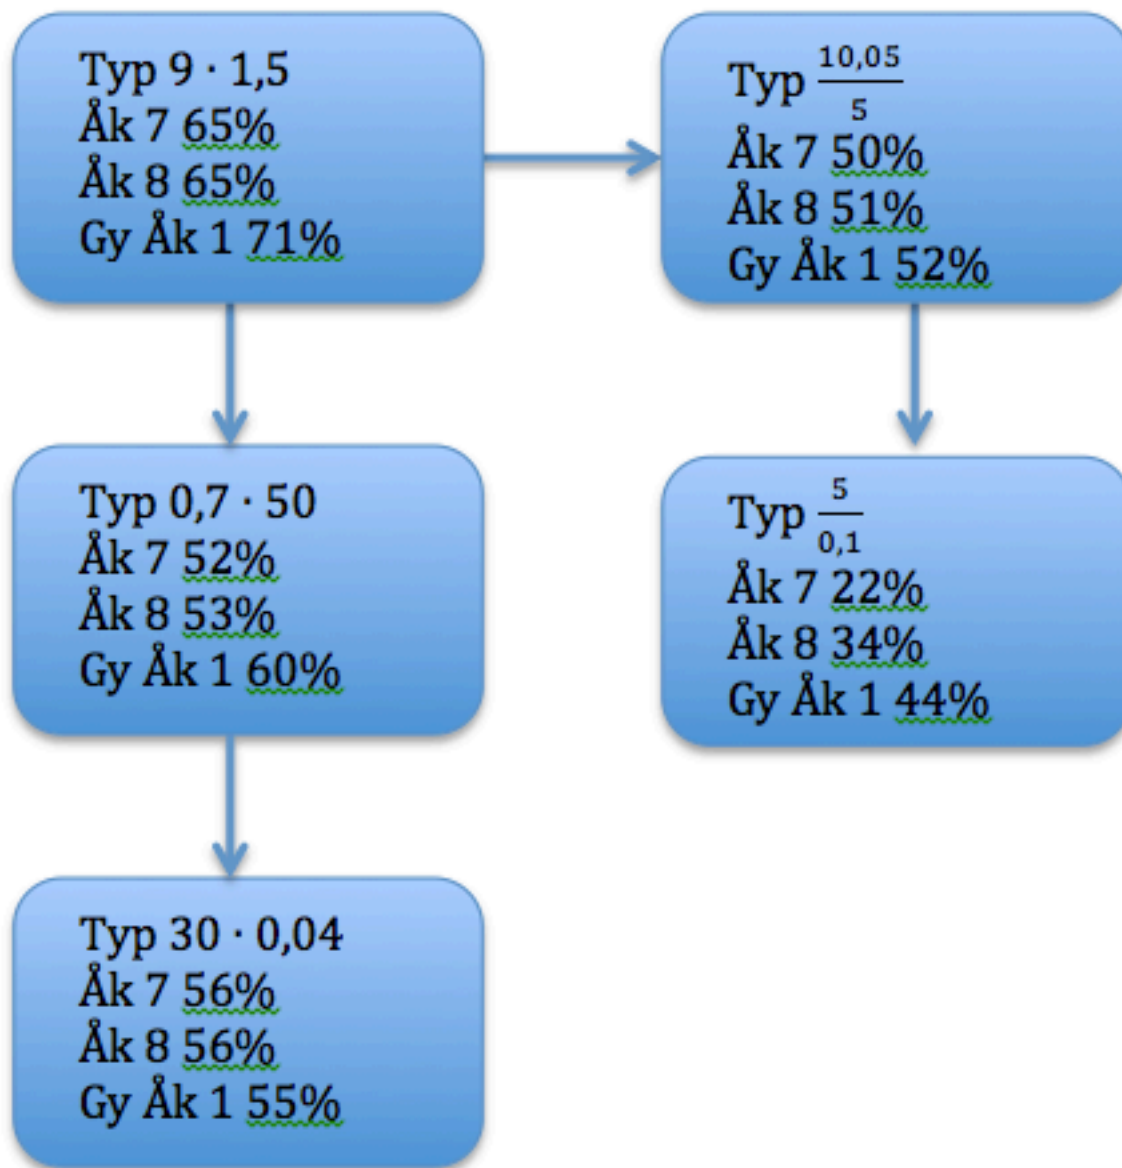 Typ 9 · 1,5
Åk 7 65%
Åk 8 65%
Gy Åk 1 71%
Typ 10,05/5
Åk 7 50%
Åk 8 51%
Gy Åk 1 52%
Typ 0,7 · 50
Åk 7 52%
Åk 8 53%
Gy Åk 1 60%
Typ 5/0,1
Åk 7 22%
Åk 8 34%
Gy Åk 1 44%
Typ 30 · 0,04
Åk 7 56%
Åk 8 56%
Gy Åk 1 55%